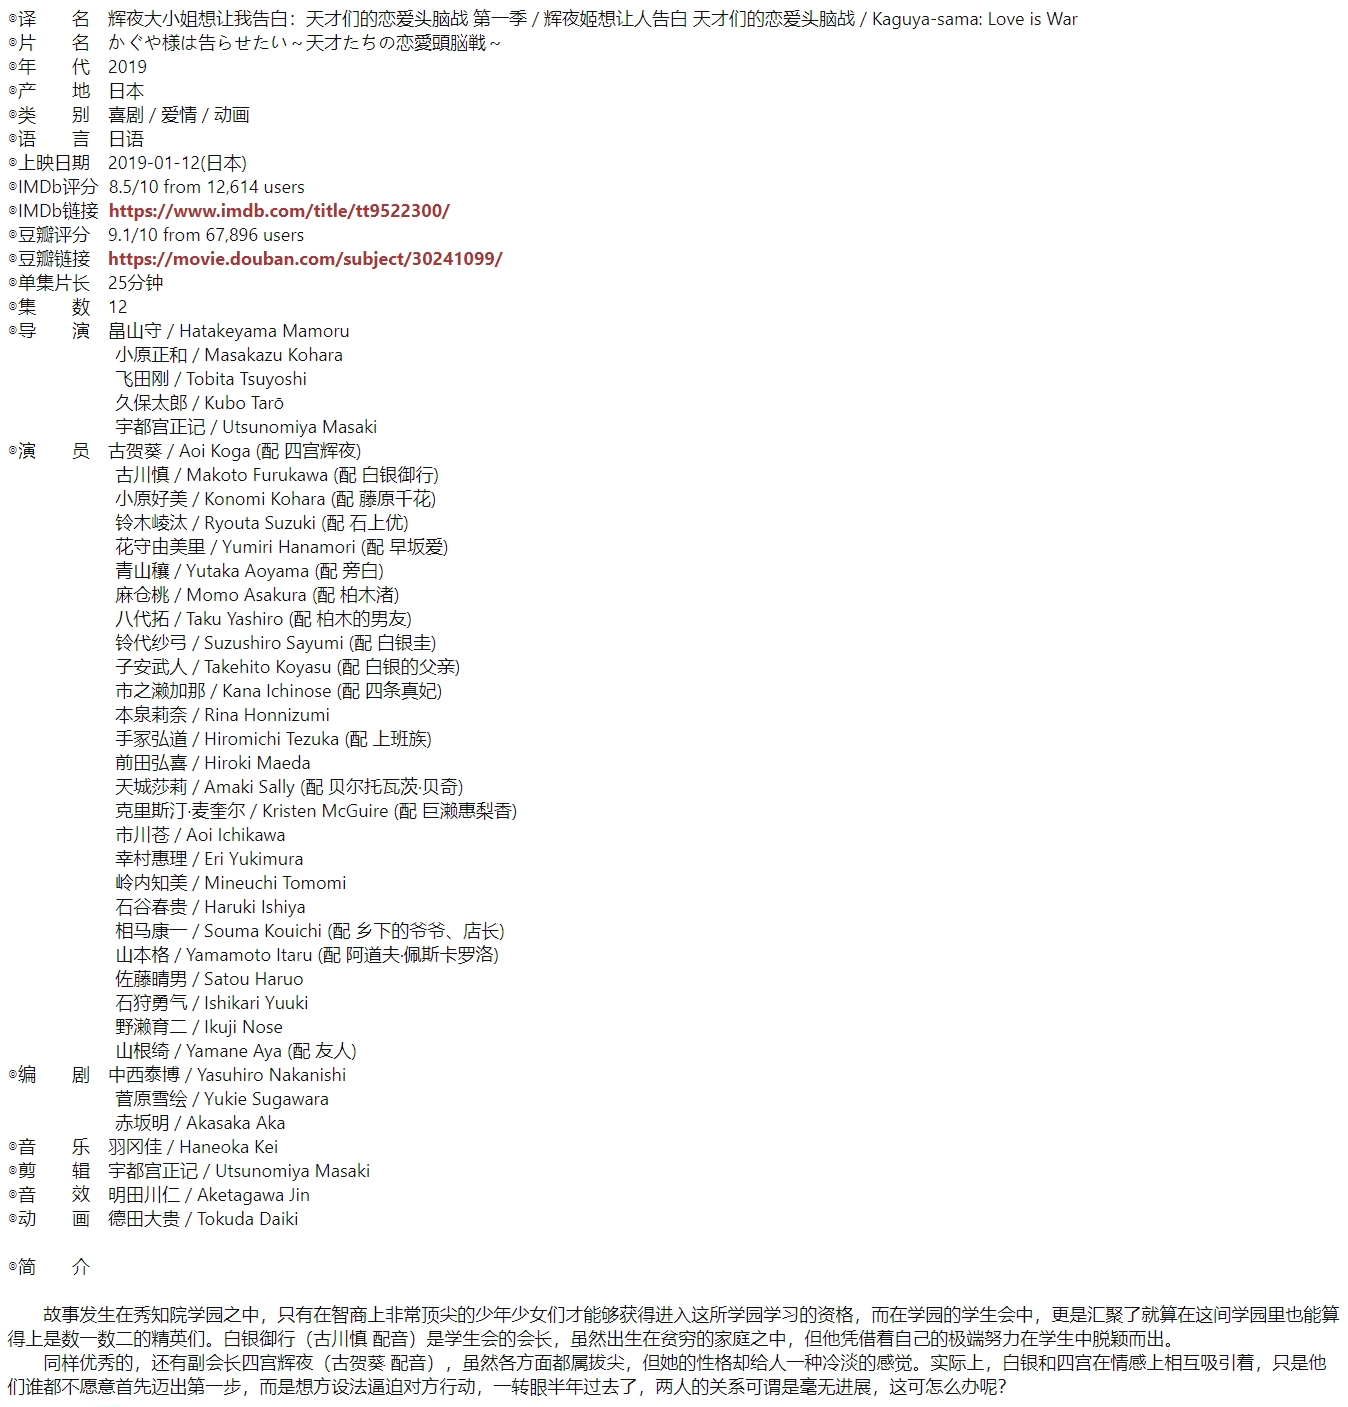 ◎译　　名　辉夜大小姐想让我告白：天才们的恋爱头脑战 第一季 / 辉夜姬想让人告白 天才们的恋爱头脑战 / Kaguya-sama: Love is War
◎片　　名　かぐや様は告らせたい～天才たちの恋愛頭脳戦～
◎年　　代　2019
◎产　　地　日本
◎类　　别　喜剧 / 爱情 / 动画
◎语　　言　日语
◎上映日期　2019-01-12(日本)
◎IMDb评分  8.5/10 from 12,614 users
◎IMDb链接  https://www.imdb.com/title/tt9522300/
◎豆瓣评分　9.1/10 from 67,896 users
◎豆瓣链接　https://movie.douban.com/subject/30241099/
◎单集片长　25分钟
◎集　　数　12
◎导　　演　畠山守 / Hatakeyama Mamoru
小原正和 / Masakazu Kohara
飞田刚 / Tobita Tsuyoshi
久保太郎 / Kubo Tarō
宇都宫正记 / Utsunomiya Masaki
◎演　　员　古贺葵 / Aoi Koga (配 四宫辉夜)
古川慎 / Makoto Furukawa (配 白银御行)
小原好美 / Konomi Kohara (配 藤原千花)
铃木崚汰 / Ryouta Suzuki (配 石上优)
花守由美里 / Yumiri Hanamori (配 早坂爱)
青山穰 / Yutaka Aoyama (配 旁白)
麻仓桃 / Momo Asakura (配 柏木渚)
八代拓 / Taku Yashiro (配 柏木的男友)
铃代纱弓 / Suzushiro Sayumi (配 白银圭)
子安武人 / Takehito Koyasu (配 白银的父亲)
市之濑加那 / Kana Ichinose (配 四条真妃)
本泉莉奈 / Rina Honnizumi
手冢弘道 / Hiromichi Tezuka (配 上班族)
前田弘喜 / Hiroki Maeda
天城莎莉 / Amaki Sally (配 贝尔托瓦茨·贝奇)
克里斯汀·麦奎尔 / Kristen McGuire (配 巨濑惠梨香)
市川苍 / Aoi Ichikawa
幸村惠理 / Eri Yukimura
岭内知美 / Mineuchi Tomomi
石谷春贵 / Haruki Ishiya
相马康一 / Souma Kouichi (配 乡下的爷爷、店长)
山本格 / Yamamoto Itaru (配 阿道夫·佩斯卡罗洛)
佐藤晴男 / Satou Haruo
石狩勇气 / Ishikari Yuuki
野濑育二 / Ikuji Nose
山根绮 / Yamane Aya (配 友人)
◎编　　剧　中西泰博 / Yasuhiro Nakanishi
菅原雪绘 / Yukie Sugawara
赤坂明 / Akasaka Aka
◎音　　乐　羽冈佳 / Haneoka Kei
◎剪　　辑　宇都宫正记 / Utsunomiya Masaki
◎音　　效　明田川仁 / Aketagawa Jin
◎动　　画　德田大贵 / Tokuda Daiki
◎简　　介
故事发生在秀知院学园之中，只有在智商上非常顶尖的少年少女们才能够获得进入这所学园学习的资格，而在学园的学生会中，更是汇聚了就算在这间学园里也能算
得上是数一数二的精英们。白银御行（古川慎 配音）是学生会的会长，虽然出生在贫穷的家庭之中，但他凭借着自己的极端努力在学生中脱颖而出。
同样优秀的，还有副会长四宫辉夜（古贺葵 配音），虽然各方面都属拔尖，但她的性格却给人一种冷淡的感觉。实际上，白银和四宫在情感上相互吸引着，只是他
们谁都不愿意首先迈出第一步，而是想方设法逼迫对方行动，一转眼半年过去了，两人的关系可谓是毫无进展，这可怎么办呢？